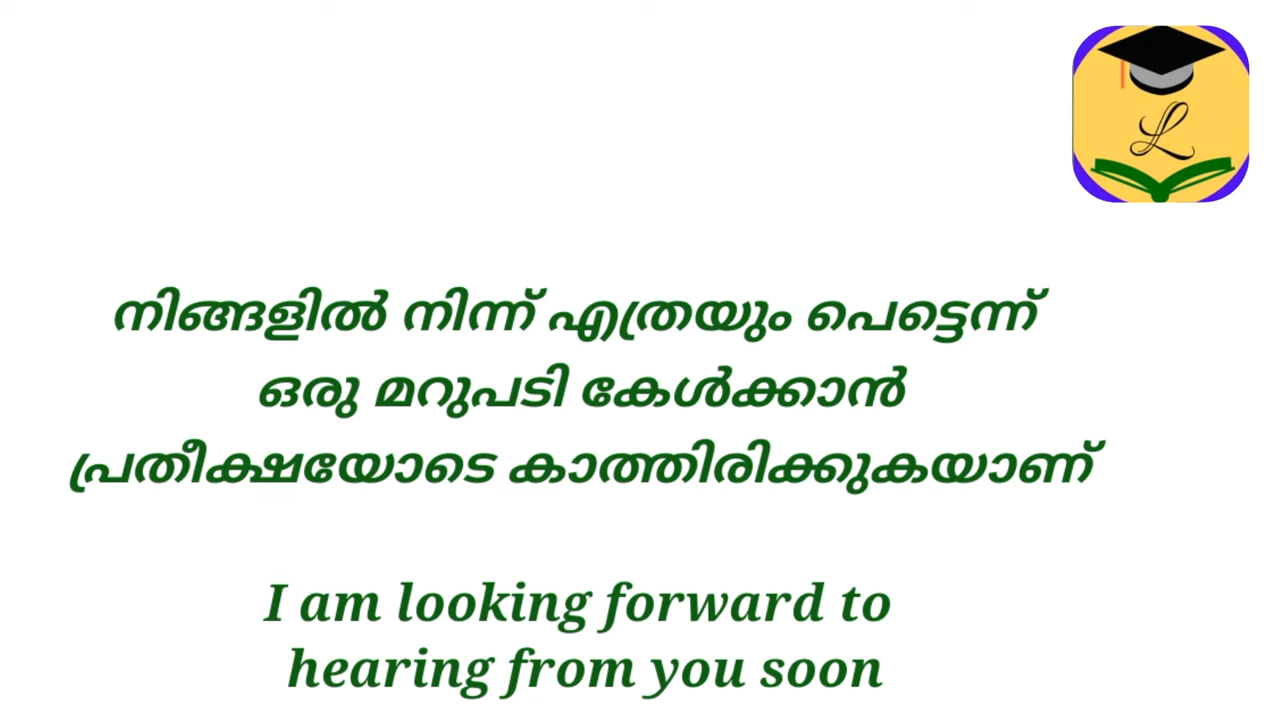 L
നിങ്ങളിൽ നിന്ന് എത്രയും പെട്ടെന്ന്
ഒരു മറുപടി കേൾക്കാൻ
പ്രതീക്ഷയോടെ കാത്തിരിക്കുകയാണ്
I am looking forward to
hearing from you soon